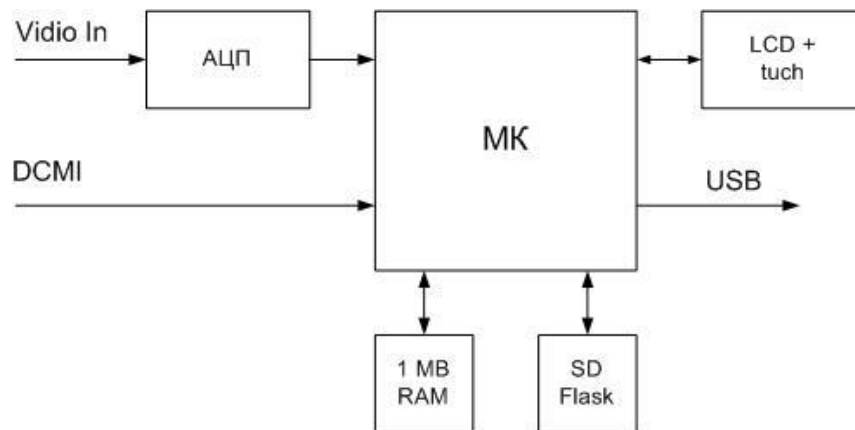 Vidio In
АЦП
LCD +
tuch
МК
DCMI
USB
1 MB
RAM
SD
Flask